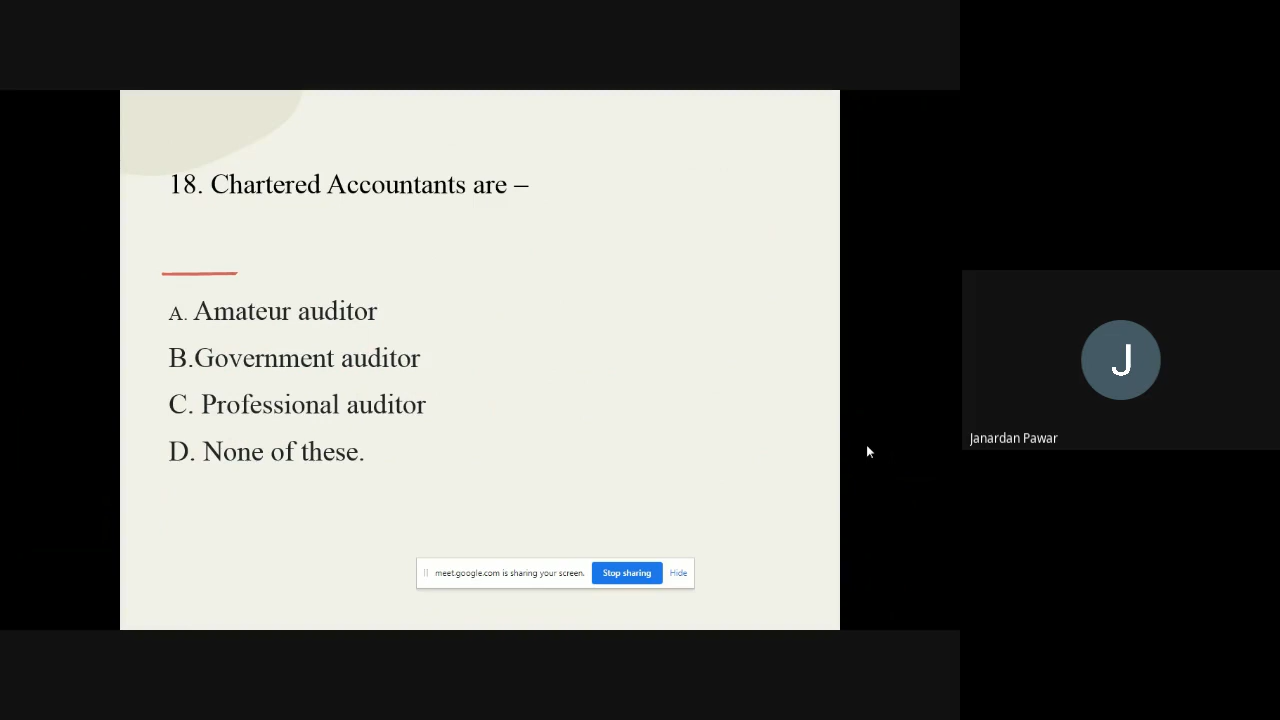 18. Chartered Accountants are –
A. Amateur auditor
B.Government auditor
C. Professional auditor
D. None of these.
meet.google.com is sharing your screen. Stop sharing Hide
J
Janardan Pawar